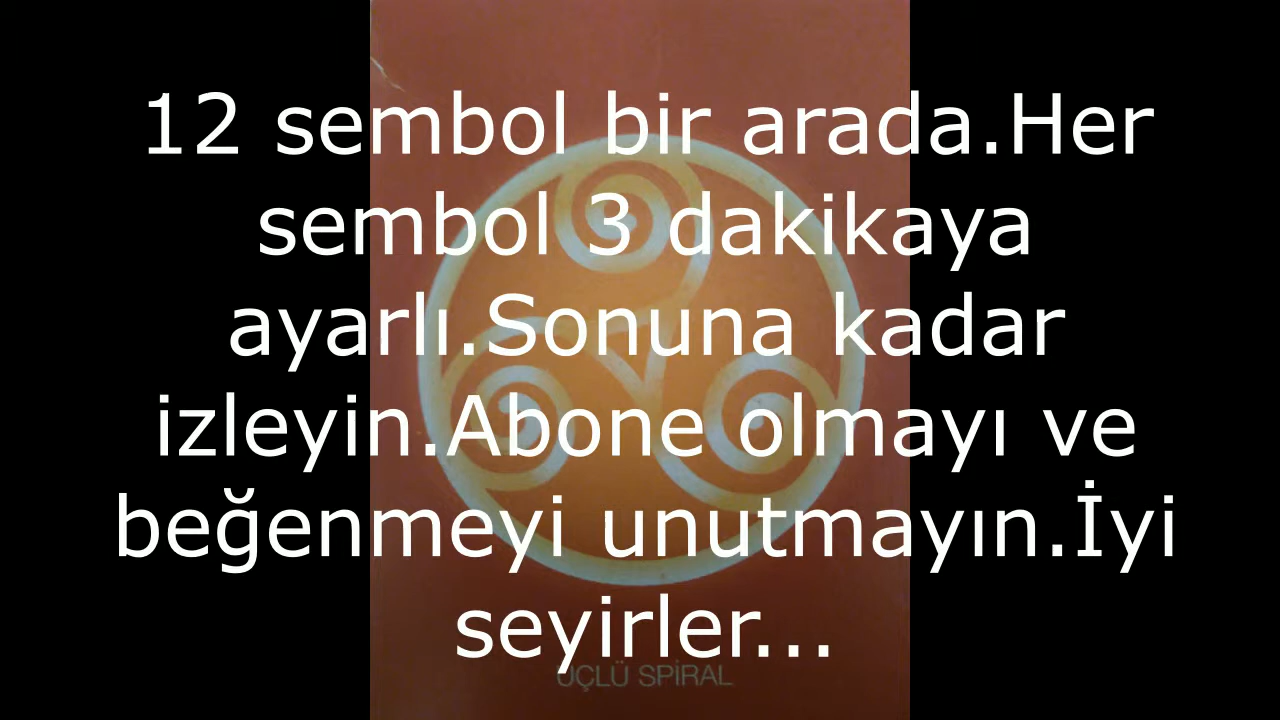 12 sembol bir arada.Her
sembol 3 dakikaya
ayarlı.Sonuna kadar
izleyin.Abone olmayı ve
beğenmeyi unutmayın.İyi
seyirler...
ÜÇLÜ SPİRAL